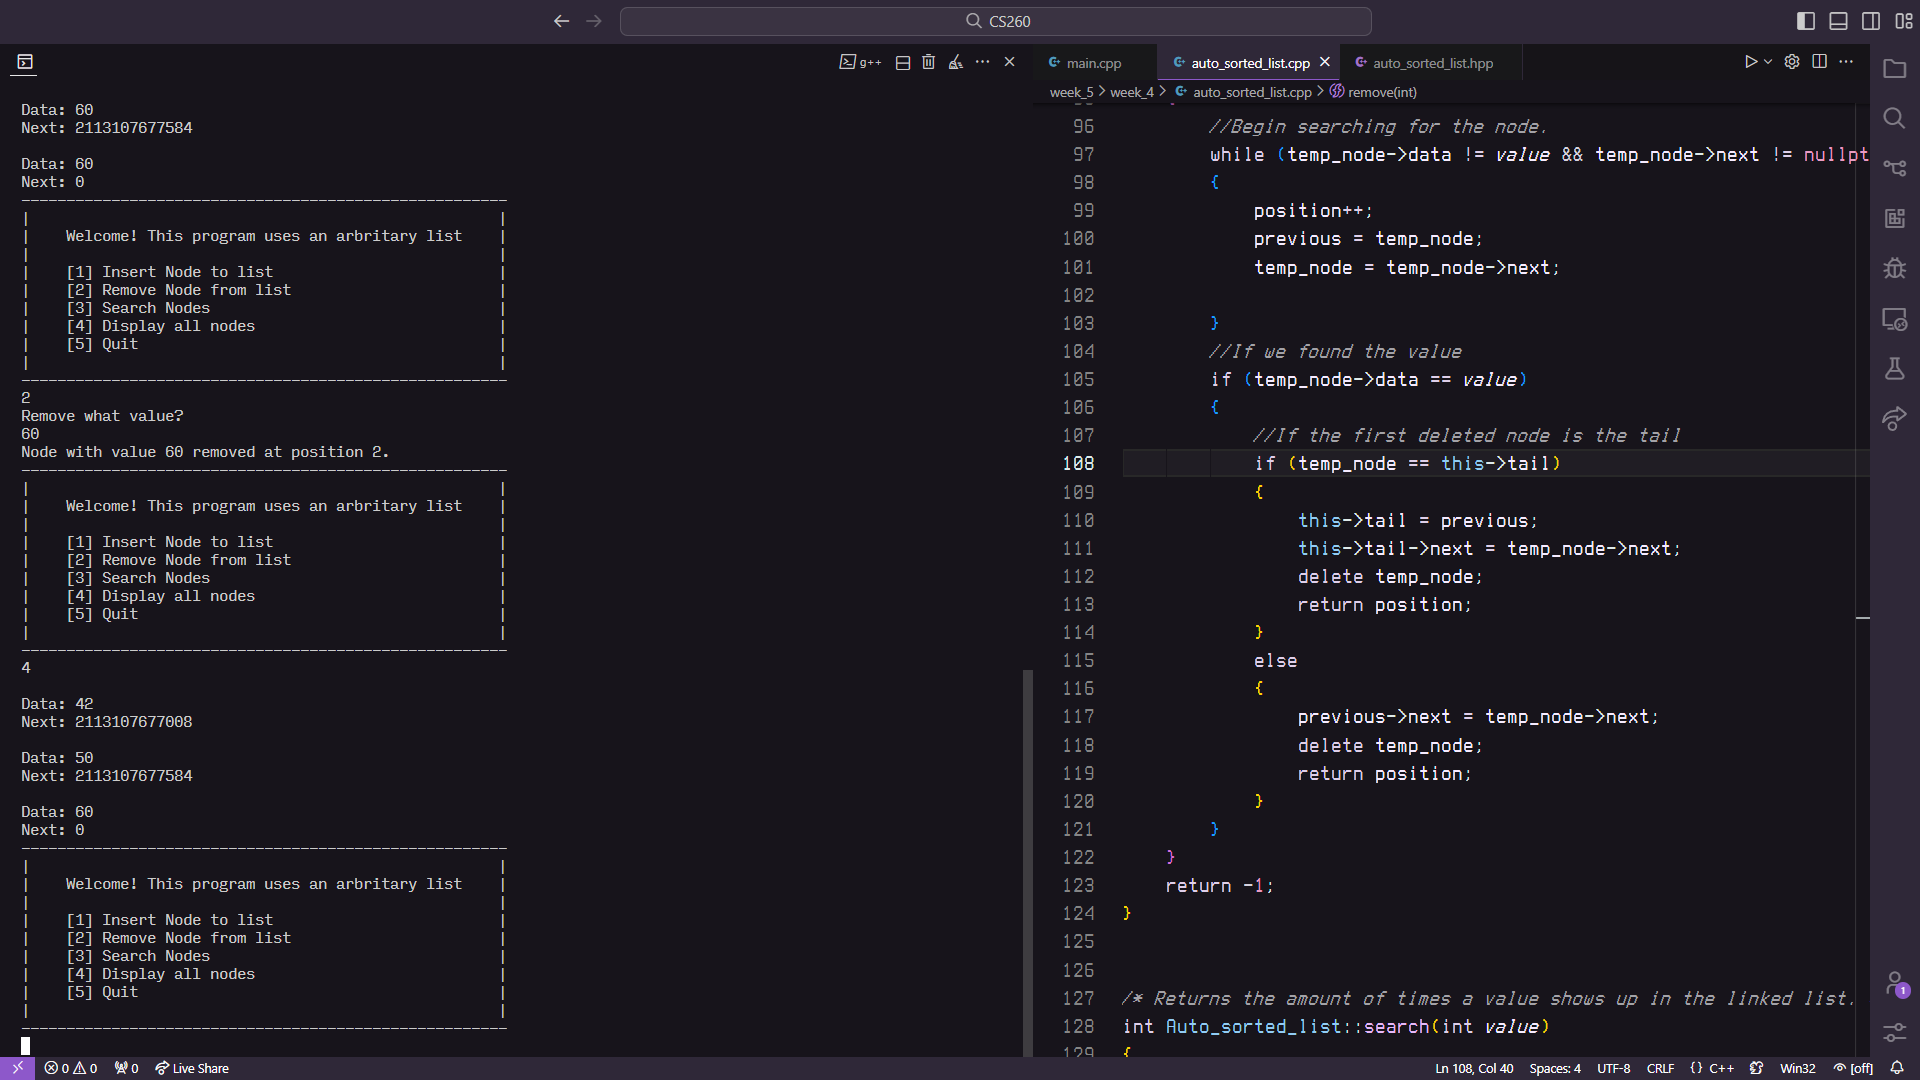 CS260
g++
Data: 60
Next: 2113107677584
Data: 60
Next: 0
------------------------------------------------------
| |
| Welcome! This program uses an arbritary list |
| |
| [1] Insert Node to list |
| [2] Remove Node from list |
| [3] Search Nodes |
| [4] Display all nodes |
| [5] Quit |
| |
------------------------------------------------------
2
Remove what value?
60
Node with value 60 removed at position 2.
------------------------------------------------------
| |
| Welcome! This program uses an arbritary list |
| |
| [1] Insert Node to list |
| [2] Remove Node from list |
| [3] Search Nodes |
| [4] Display all nodes |
| [5] Quit |
| |
------------------------------------------------------
4
Data: 42
Next: 2113107677008
Data: 50
Next: 2113107677584
Data: 60
Next: 0
------------------------------------------------------
| |
| Welcome! This program uses an arbritary list |
| |
| [1] Insert Node to list |
| [2] Remove Node from list |
| [3] Search Nodes |
| [4] Display all nodes |
| [5] Quit |
| |
------------------------------------------------------
main.cpp auto_sorted_list.cpp auto_sorted_list.hpp
week_5 > week_4 > auto_sorted_list.cpp > remove(int)
96 //Begin searching for the node.
97 while (temp_node->data != value && temp_node->next != nullpt
98 {
99 position++;
100 previous = temp_node;
101 temp_node = temp_node->next;
102
103 }
104 //If we found the value
105 if (temp_node->data == value)
106 {
107 //If the first deleted node is the tail
108 if (temp_node == this->tail)
109 {
110 this->tail = previous;
111 this->tail->next = temp_node->next;
112 delete temp_node;
113 return position;
114 }
115 else
116 {
117 previous->next = temp_node->next;
118 delete temp_node;
119 return position;
120 }
121 }
122 }
123 return -1;
124 }
125
126
127 /* Returns the amount of times a value shows up in the linked list.
128 int Auto_sorted_list::search(int value)
129 {
1
0 0 0 Live Share Ln 108, Col 40 Spaces: 4 UTF-8 CRLF {} C++ Win32 [off]